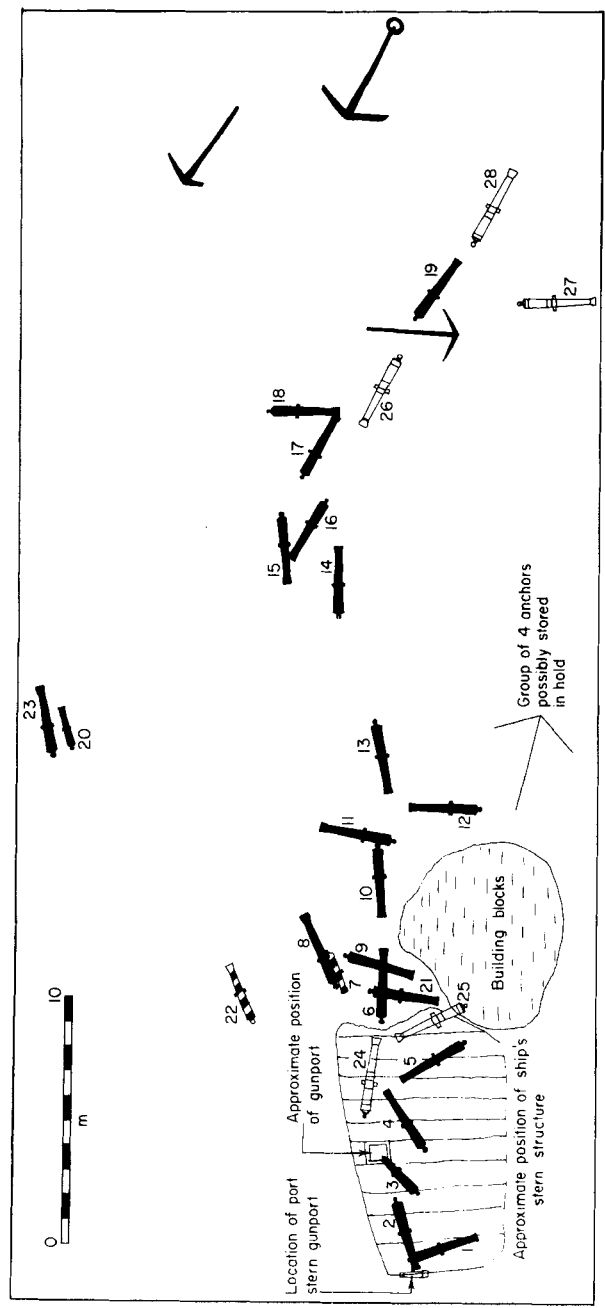 0
10
m
Location of port
stern gunport
Approximate position
of gunport
Approximate position of ship's
stern structure
Building blocks
Group of 4 anchors
possibly stored
in hold
1
2
3
4
5
6
7
8
9
10
11
12
13
14
15
16
17
18
19
20
21
22
23
24
25
26
27
28